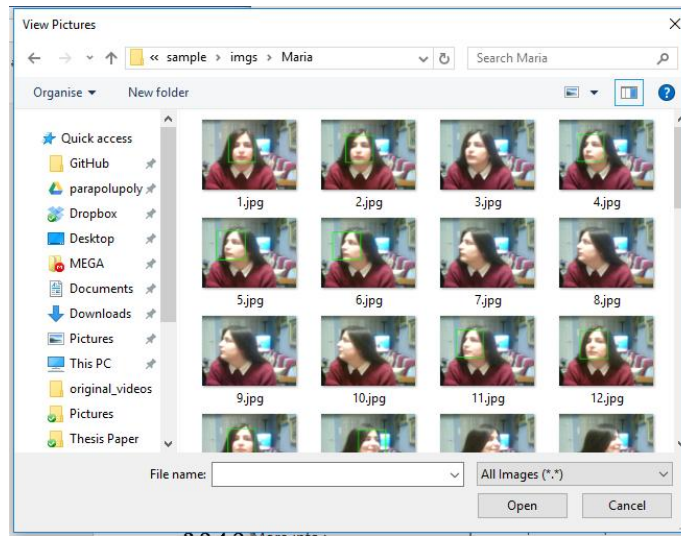 View Pictures
« sample › imgs › Maria
Search Maria
Organise
New folder
Quick access
GitHub
parapolupoly
Dropbox
Desktop
MEGA
Documents
Downloads
Pictures
This PC
original_videos
Pictures
Thesis Paper
1.jpg 2.jpg 3.jpg 4.jpg
5.jpg 6.jpg 7.jpg 8.jpg
9.jpg 10.jpg 11.jpg 12.jpg
File name:
All Images (*.*)
Open Cancel